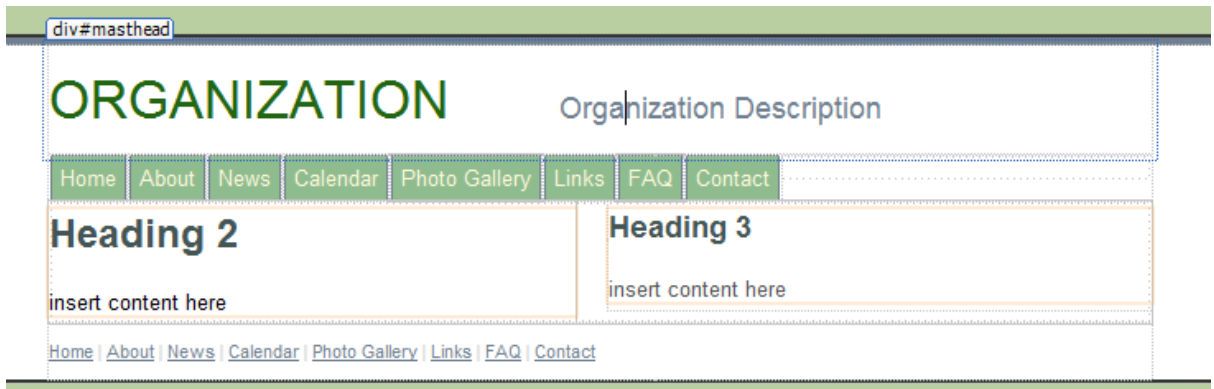 div#masthead
ORGANIZATION Organization Description
Home About News Calendar Photo Gallery Links FAQ Contact
Heading 2
insert content here
Heading 3
insert content here
Home | About | News | Calendar | Photo Gallery | Links | FAQ | Contact